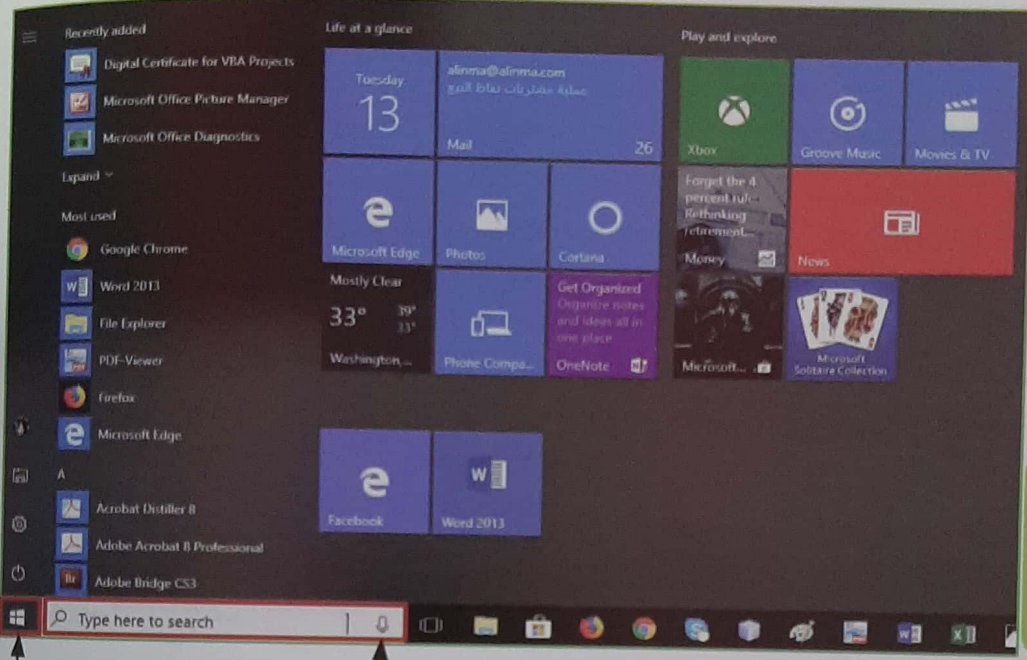 Recently added
Digital Certificate for VBA Projects
Microsoft Office Picture Manager
Microsoft Office Diagnostics
Expand
Most used
Google Chrome
Word 2013
File Explorer
PDF-Viewer
Firefox
Microsoft Edge
A
Acrobat Distiller 8
Adobe Acrobat 8 Professional
Adobe Bridge CS3
Life at a glance
Tuesday
13
alinma@alinma.com
عملية مشتريات نقاط البيع
Mail 26
Microsoft Edge
Photos
Cortana
Mostly Clear
33° 39°
33°
Washington,...
Phone Compa...
Get Organized
Organize notes
and ideas all in
one place
OneNote
Facebook
Word 2013
Play and explore
Xbox
Groove Music
Movies & TV
Forget the 4
percent rule-
Rethinking
retirement...
Money
News
Microsoft...
Microsoft
Solitaire Collection
Type here to search